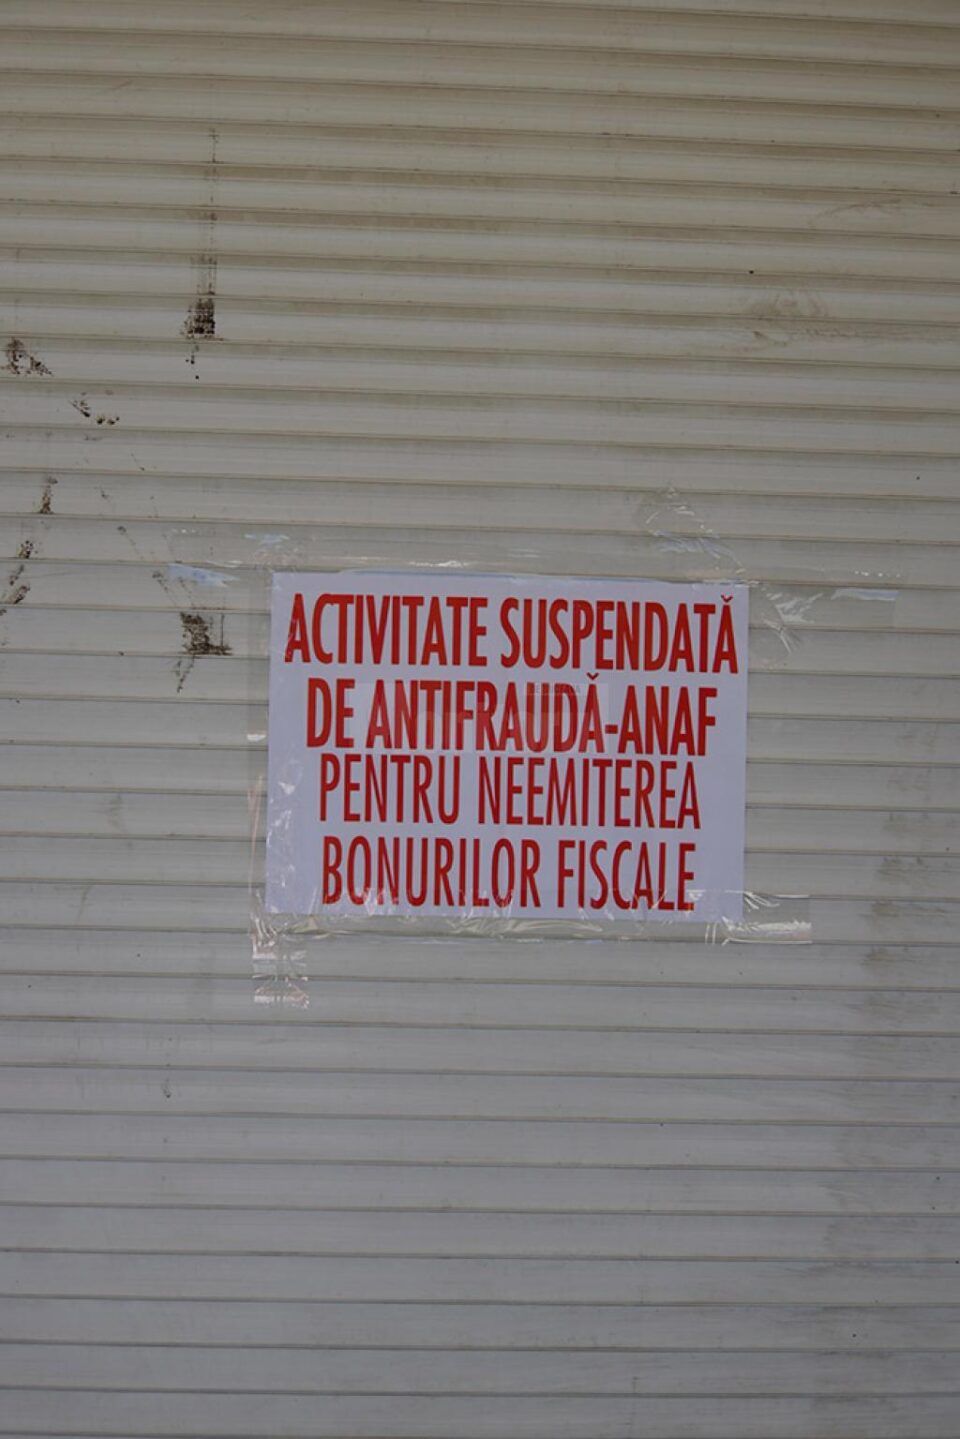 ACTIVITATE SUSPENDATĂ
DE ANTIFRAUDĂ-ANAF
PENTRU NEEMITEREA
BONURILOR FISCALE